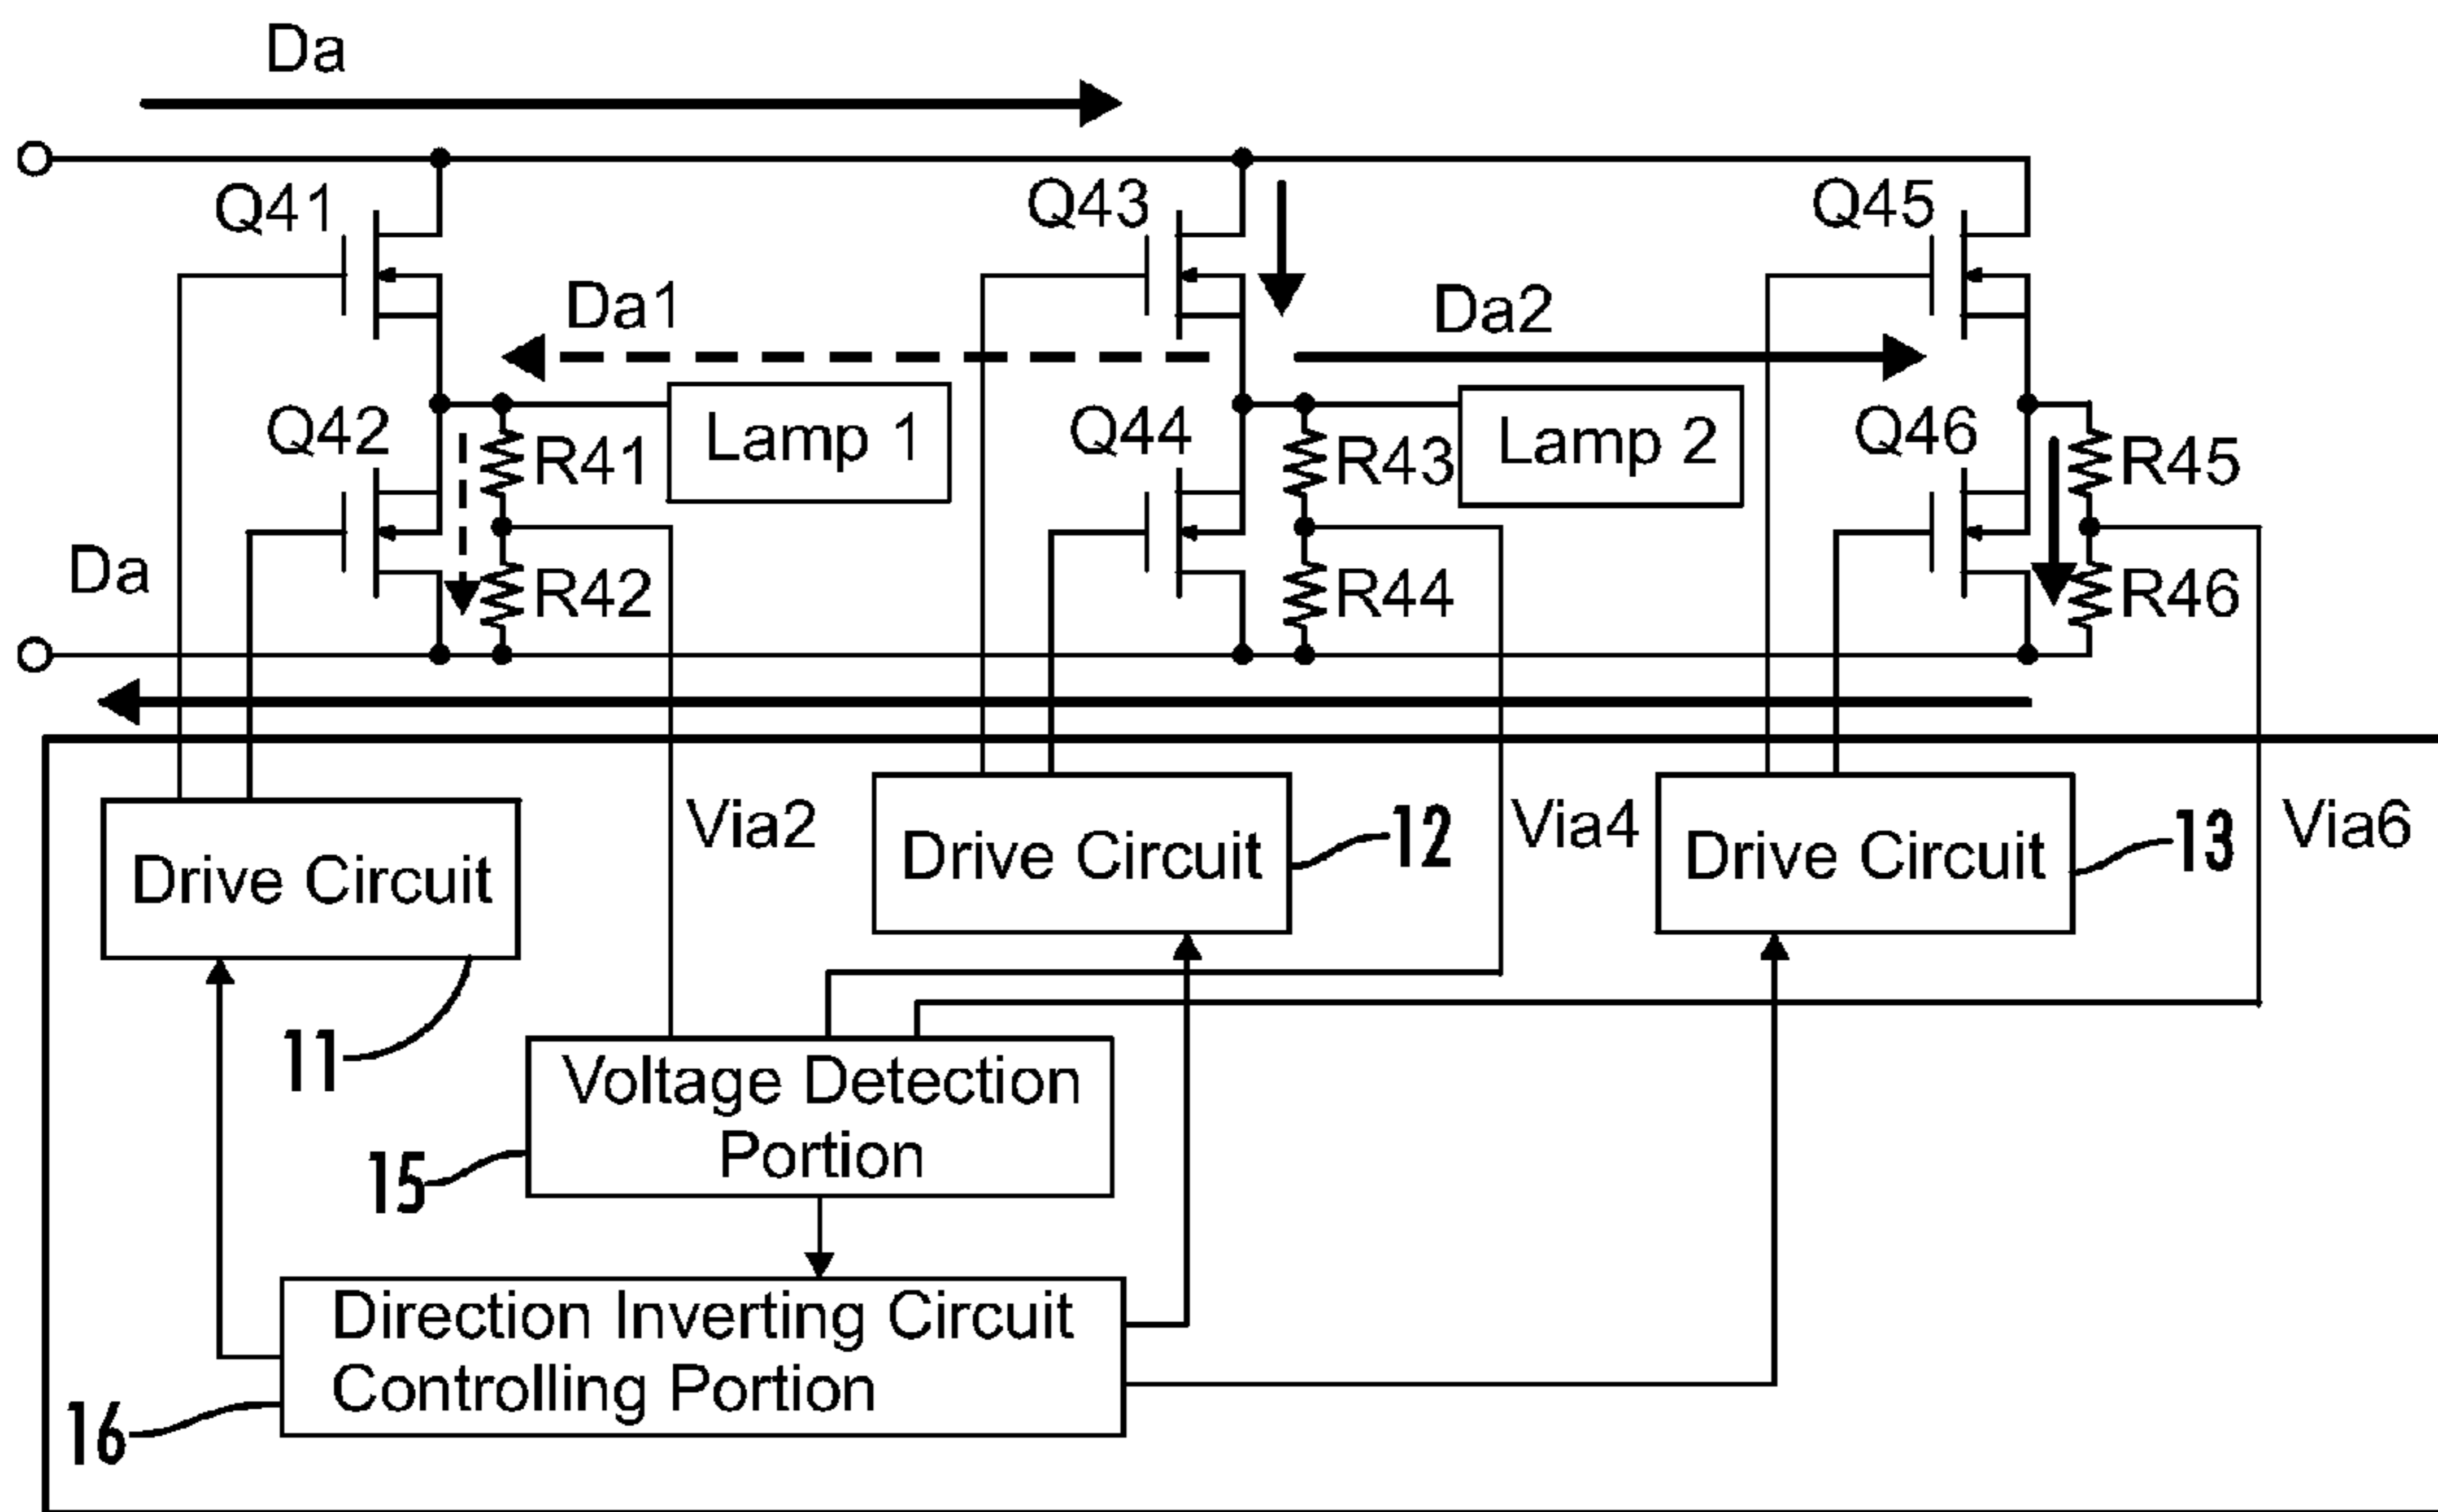 Da
Q41
Q43
Q45
Da1
Da2
Q42
R41
Lamp 1
Q44
R43
Lamp 2
Q46
R45
Da
R42
R44
R46
Via2
Via4
Via6
Drive Circuit
Drive Circuit
12
Drive Circuit
13
11
Voltage Detection
Portion
15
Direction Inverting Circuit
Controlling Portion
16